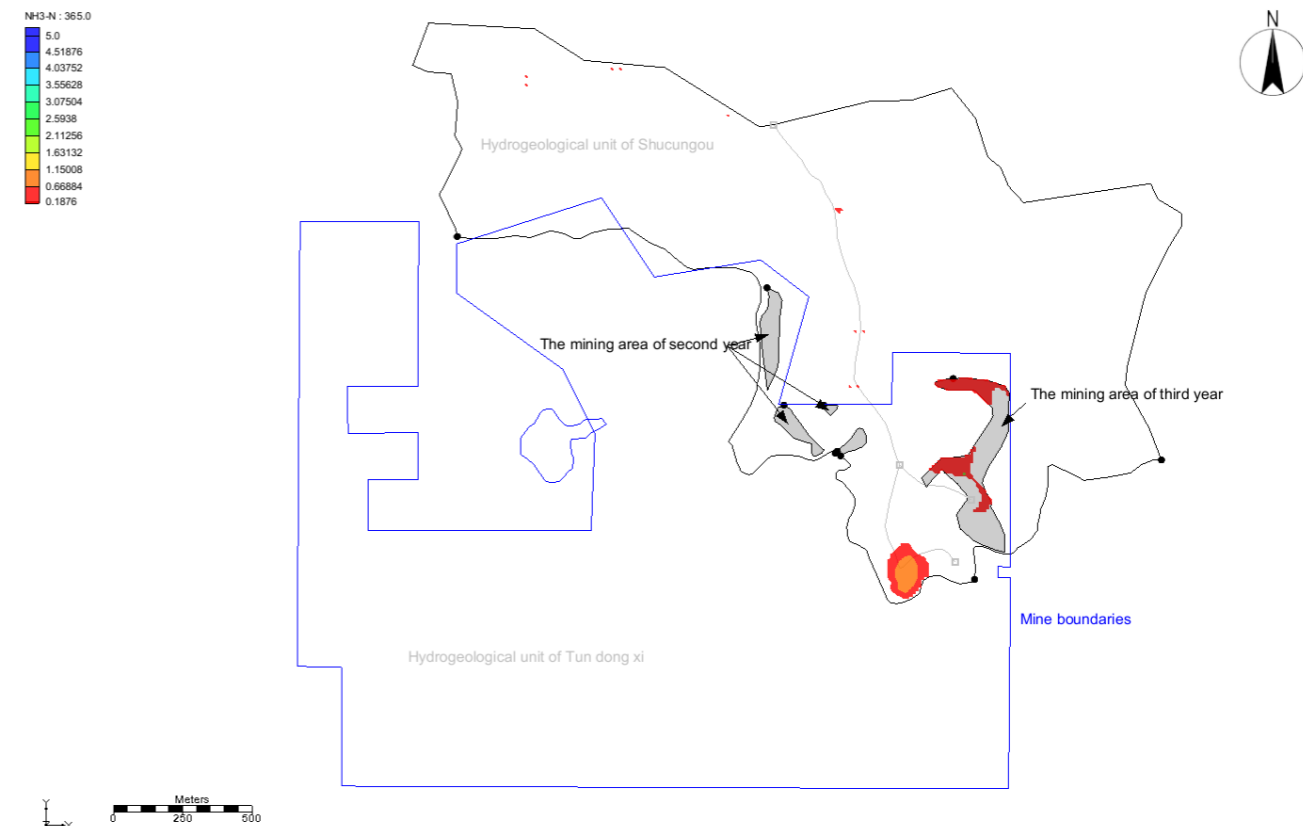 NH3-N : 365.0
5.0
4.51876
4.03752
3.55628
3.07504
2.5938
2.11256
1.63132
1.15008
0.66884
0.1876
N
Hydrogeological unit of Shucungou
The mining area of second year
The mining area of third year
Mine boundaries
Hydrogeological unit of Tun dong xi
Y
X
Meters
0 250 500